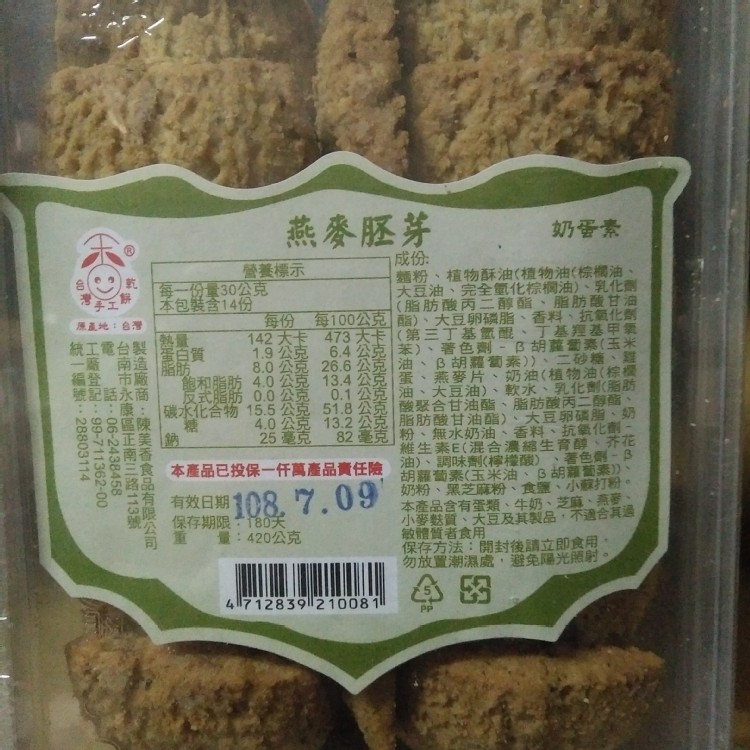 燕麥胚芽
奶蛋素
禾
®
台灣
手工
乾餅
原產地：台灣
營養標示
每一份量30公克
本包裝含14份
每份 每100公克
熱量 142 大卡 473 大卡
蛋白質 1.9 公克 6.4 公克
脂肪 8.0 公克 26.6 公克
飽和脂肪 4.0 公克 13.4 公克
反式脂肪 0.0 公克 0.1 公克
碳水化合物 15.5 公克 51.8 公克
糖 4.0 公克 13.2 公克
鈉 25 毫克 82 毫克
成份:
麵粉、植物酥油(植物油(棕櫚油、
大豆油、完全氫化棕櫚油)、乳化劑
(脂肪酸丙二醇酯、脂肪酸甘油
酯)、大豆卵磷脂、香料、抗氧化劑
(第三丁基氫醌、丁基羥基甲氧
苯)、著色劑-β胡蘿蔔素(玉米
油、β胡蘿蔔素))、二砂糖、雞
蛋、燕麥片、奶油(植物油(棕櫚
油、大豆油)、軟水、乳化劑(脂肪
酸聚合甘油酯、脂肪酸丙二醇酯、
脂肪酸甘油酯)、大豆卵磷脂、奶
粉、無水奶油、香料、抗氧化劑-
維生素E(混合濃縮生育醇、芥花
油)、調味劑(檸檬酸)、著色劑-β
胡蘿蔔素(玉米油、β胡蘿蔔素))、
奶粉、黑芝麻粉、食鹽、小蘇打粉。
本產品含有蛋類、牛奶、芝麻、燕麥、
小麥麩質、大豆及其製品，不適合其過
敏體質者食用
保存方法：開封後請立即食用，
勿放置潮濕處，避免陽光照射。
製造廠商：陳美香食品有限公司
台南市永康區正南三路113號
電話：06-2438458
工廠登記：99-711362-00
統一編號：28803114
本產品已投保一仟萬產品責任險
有效日期 108.7.09
保存期限：180天
重 量：420公克
4 712839 210081
5
PP